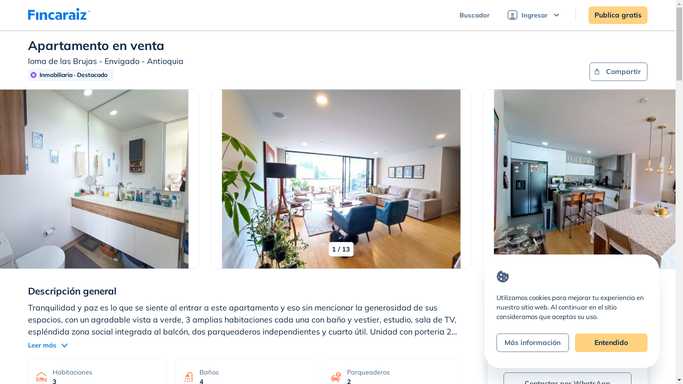 Fincaraiz
Buscador
Ingresar
Publica gratis
Apartamento en venta
loma de las Brujas - Envigado - Antioquia
Inmobiliaria · Destacado
Compartir
1 / 13
Descripción general
Tranquilidad y paz es lo que se siente al entrar a este apartamento y eso sin mencionar la generosidad de sus
espacios, con un agradable vista a verde, 3 amplias habitaciones cada una con baño y vestier, estudio, sala de TV,
espléndida zona social integrada al balcón, dos parqueaderos independientes y cuarto útil. Unidad con porteria 2...
Leer más
Habitaciones
3
Baños
4
Parqueaderos
2
Utilizamos cookies para mejorar tu experiencia en
nuestro sitio web. Al continuar en el sitio
consideramos que aceptas su uso.
Más información
Entendido
Contactar por WhatsApp